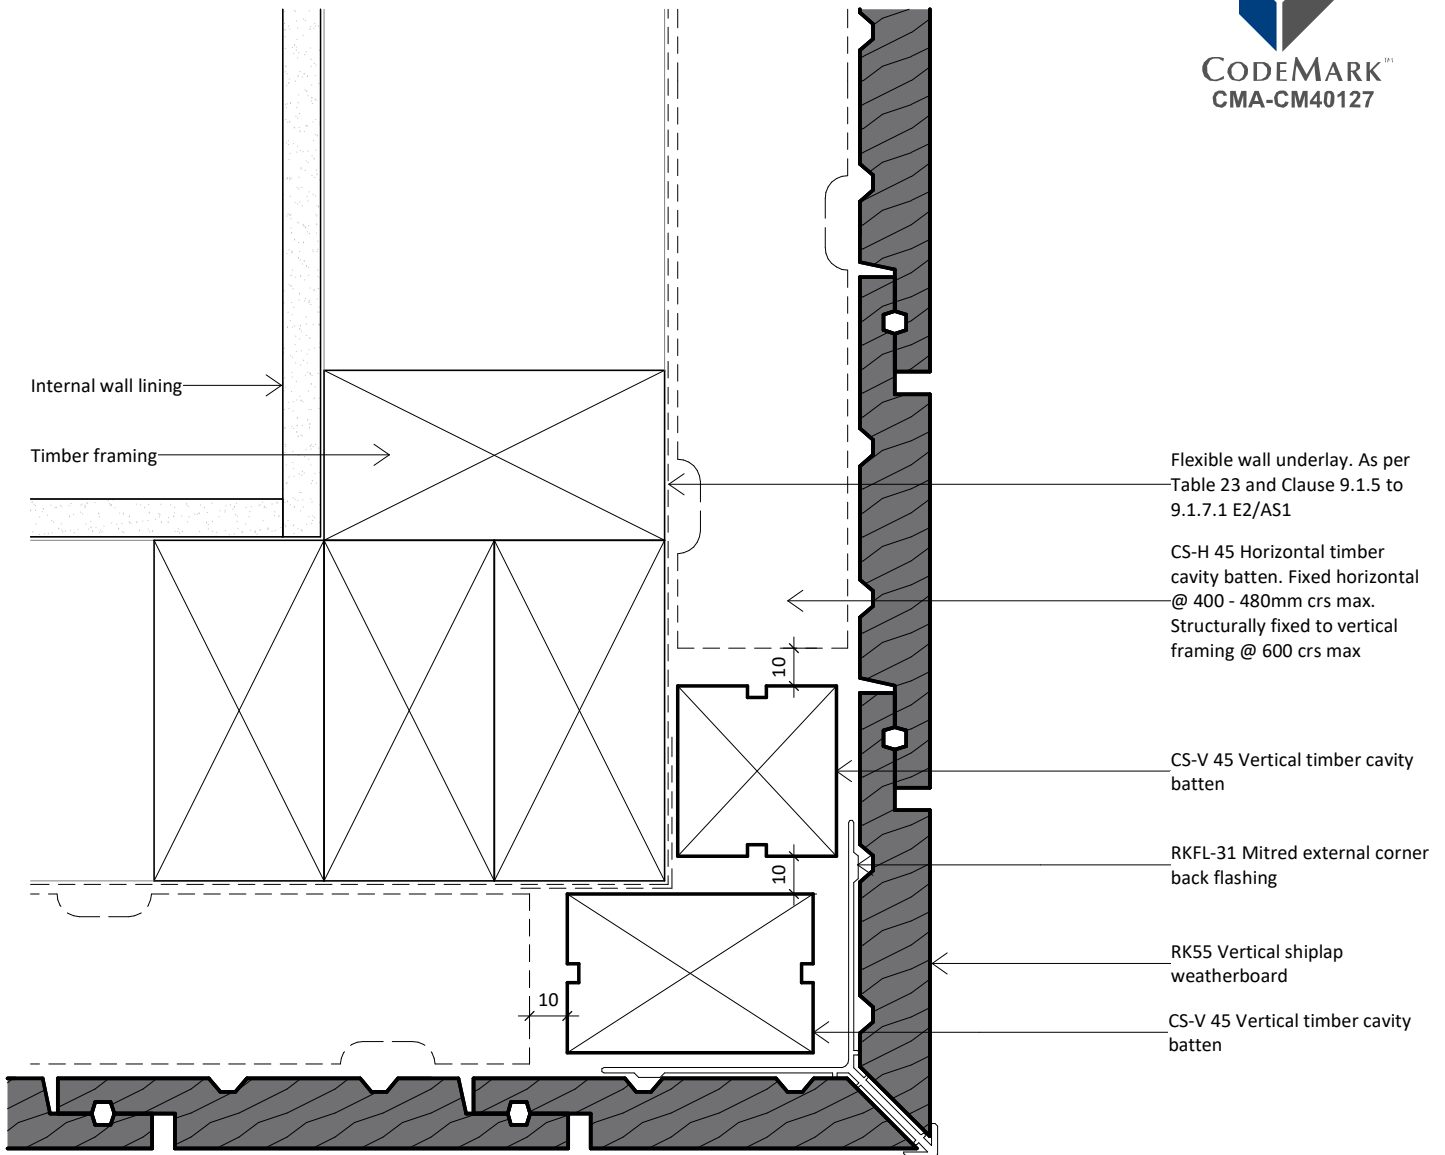 CODEMARK™
CMA-CM40127
Internal wall lining
Timber framing
Flexible wall underlay. As per
Table 23 and Clause 9.1.5 to
9.1.7.1 E2/AS1
CS-H 45 Horizontal timber
cavity batten. Fixed horizontal
@ 400 - 480mm crs max.
Structurally fixed to vertical
framing @ 600 crs max
10
CS-V 45 Vertical timber cavity
batten
RKFL-31 Mitred external corner
back flashing
10
RK55 Vertical shiplap
weatherboard
10
CS-V 45 Vertical timber cavity
batten